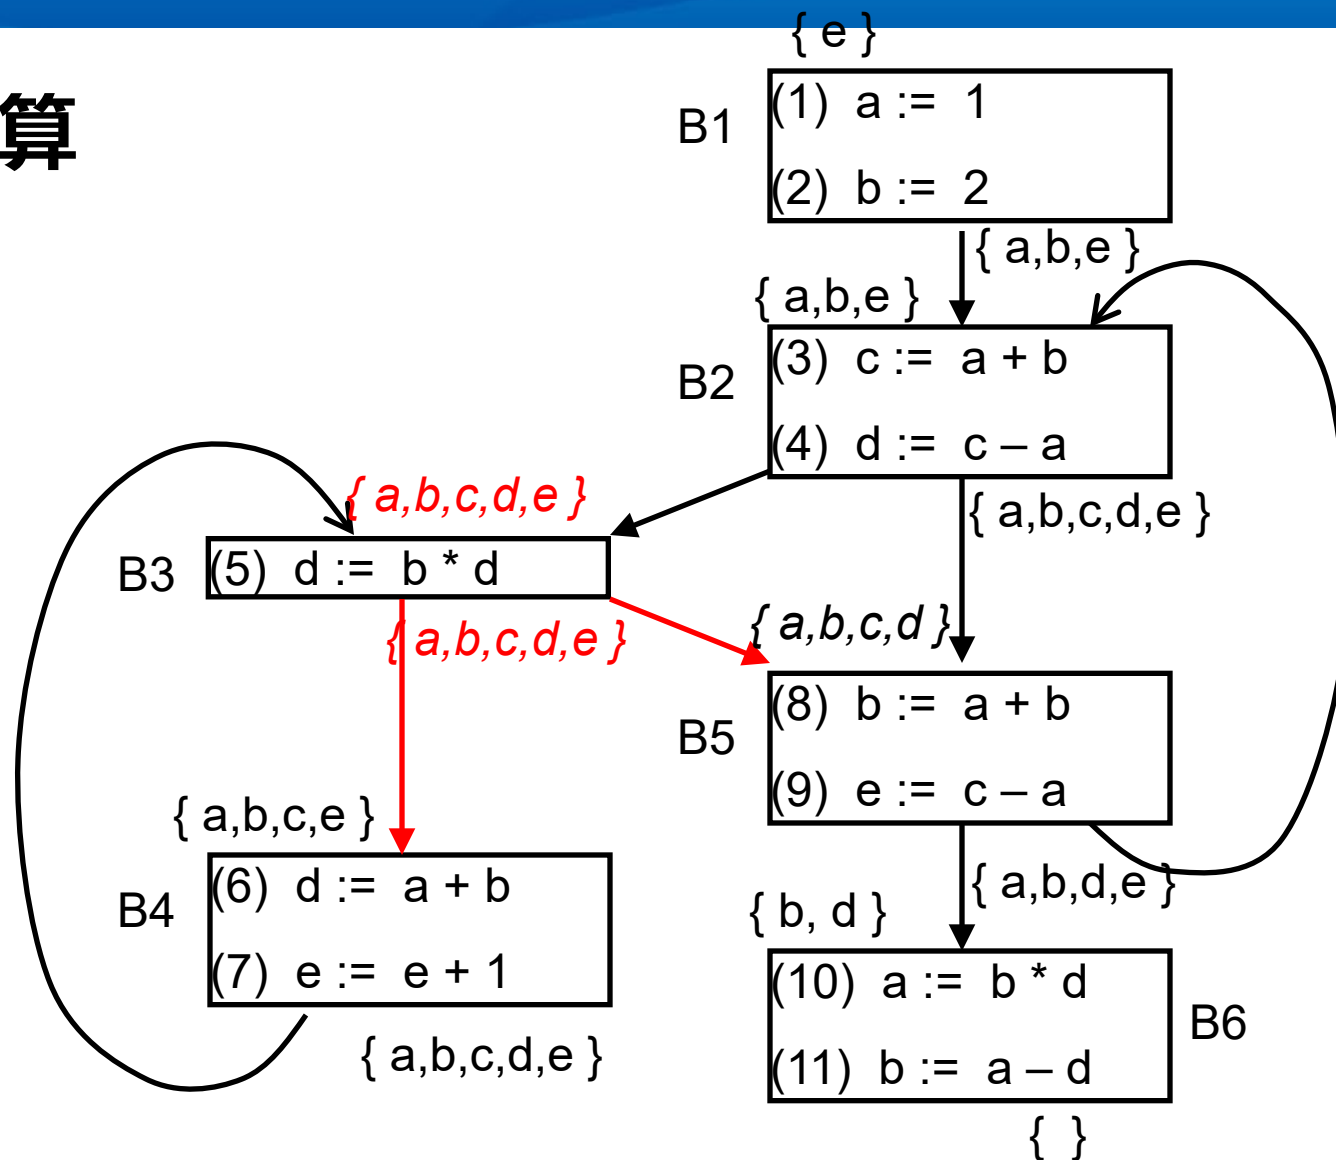 算
{ e }
B1
(1) a := 1
(2) b := 2
{ a,b,e }
{ a,b,e }
B2
(3) c := a + b
(4) d := c – a
{ a,b,c,d,e }
{ a,b,c,d,e }
B3
(5) d := b * d
{ a,b,c,d,e }
{ a,b,c,d }
B5
(8) b := a + b
(9) e := c – a
{ a,b,c,e }
B4
(6) d := a + b
(7) e := e + 1
{ a,b,c,d,e }
{ a,b,d,e }
{ b, d }
(10) a := b * d
(11) b := a – d
B6
{ }